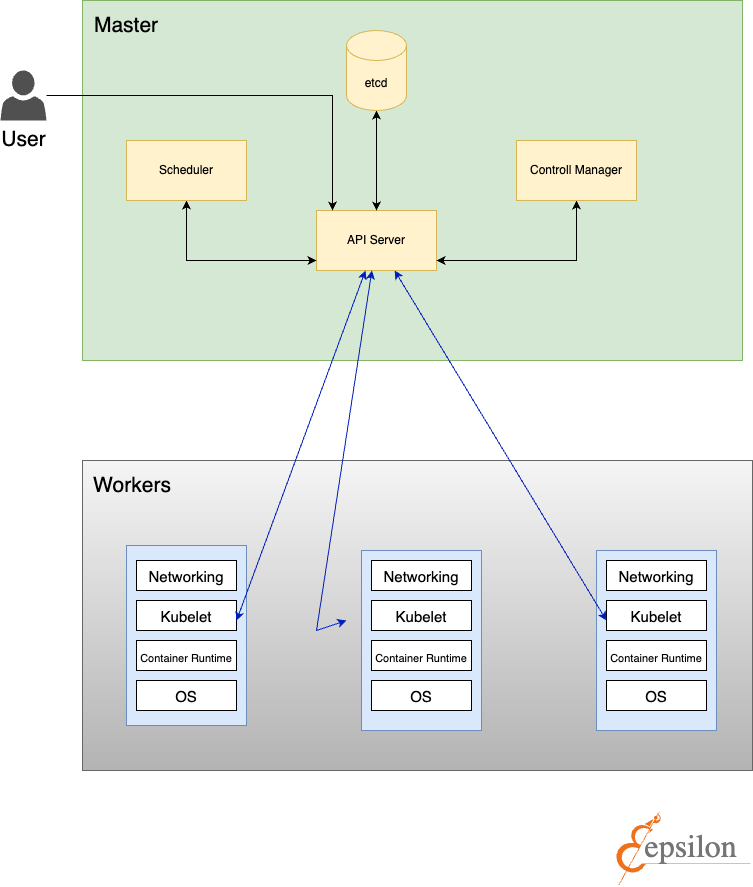 Master
etcd
User
Scheduler
Controll Manager
API Server
Workers
Networking
Kubelet
Container Runtime
OS
Networking
Kubelet
Container Runtime
OS
Networking
Kubelet
Container Runtime
OS
epsilon